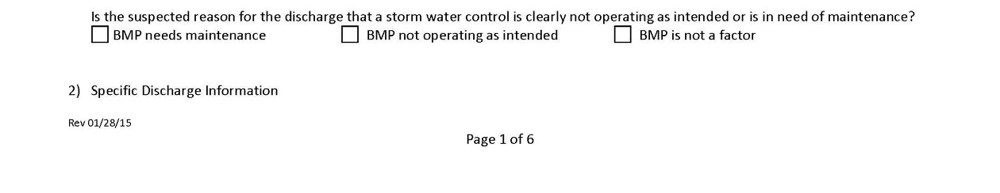 Is the suspected reason for the discharge that a storm water control is clearly not operating as intended or is in need of maintenance?
BMP needs maintenance BMP not operating as intended BMP is not a factor
2) Specific Discharge Information
Rev 01/28/15
Page 1 of 6